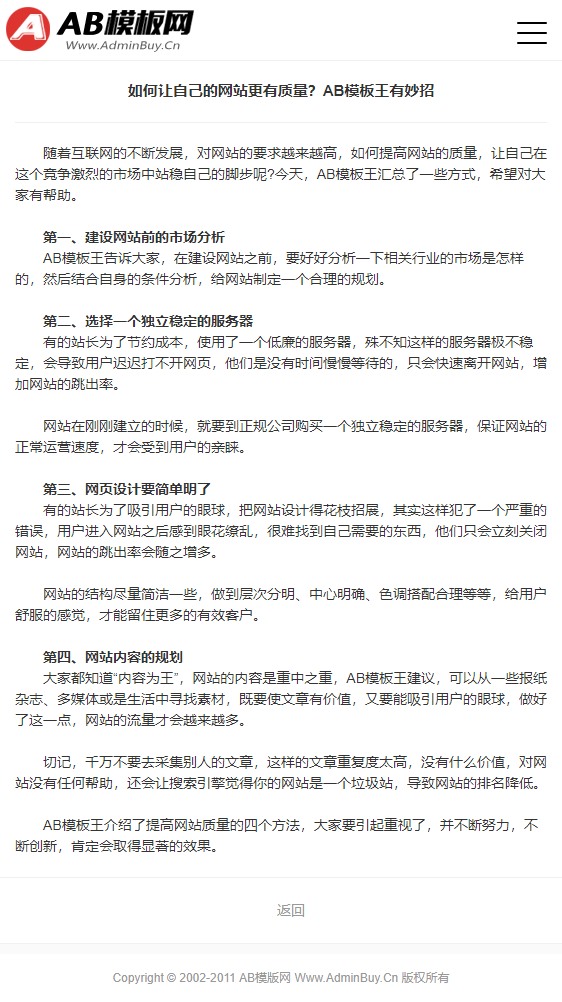 AB模板网
Www.AdminBuy.Cn
如何让自己的网站更有质量？AB模板王有妙招
随着互联网的不断发展，对网站的要求越来越高，如何提高网站的质量，让自己在
这个竞争激烈的市场中站稳自己的脚步呢?今天，AB模板王汇总了一些方式，希望对大
家有帮助。
第一、建设网站前的市场分析
AB模板王告诉大家，在建设网站之前，要好好分析一下相关行业的市场是怎样
的，然后结合自身的条件分析，给网站制定一个合理的规划。
第二、选择一个独立稳定的服务器
有的站长为了节约成本，使用了一个低廉的服务器，殊不知这样的服务器极不稳
定，会导致用户迟迟打不开网页，他们是没有时间慢慢等待的，只会快速离开网站，增
加网站的跳出率。
网站在刚刚建立的时候，就要到正规公司购买一个独立稳定的服务器，保证网站的
正常运营速度，才会受到用户的亲睐。
第三、网页设计要简单明了
有的站长为了吸引用户的眼球，把网站设计得花枝招展，其实这样犯了一个严重的
错误，用户进入网站之后感到眼花缭乱，很难找到自己需要的东西，他们只会立刻关闭
网站，网站的跳出率会随之增多。
网站的结构尽量简洁一些，做到层次分明、中心明确、色调搭配合理等等，给用户
舒服的感觉，才能留住更多的有效客户。
第四、网站内容的规划
大家都知道“内容为王”，网站的内容是重中之重，AB模板王建议，可以从一些报纸
杂志、多媒体或是生活中寻找素材，既要使文章有价值，又要能吸引用户的眼球，做好
了这一点，网站的流量才会越来越多。
切记，千万不要去采集别人的文章，这样的文章重复度太高，没有什么价值，对网
站没有任何帮助，还会让搜索引擎觉得你的网站是一个垃圾站，导致网站的排名降低。
AB模板王介绍了提高网站质量的四个方法，大家要引起重视了，并不断努力，不
断创新，肯定会取得显著的效果。
返回
Copyright © 2002-2011 AB模版网 Www.AdminBuy.Cn 版权所有